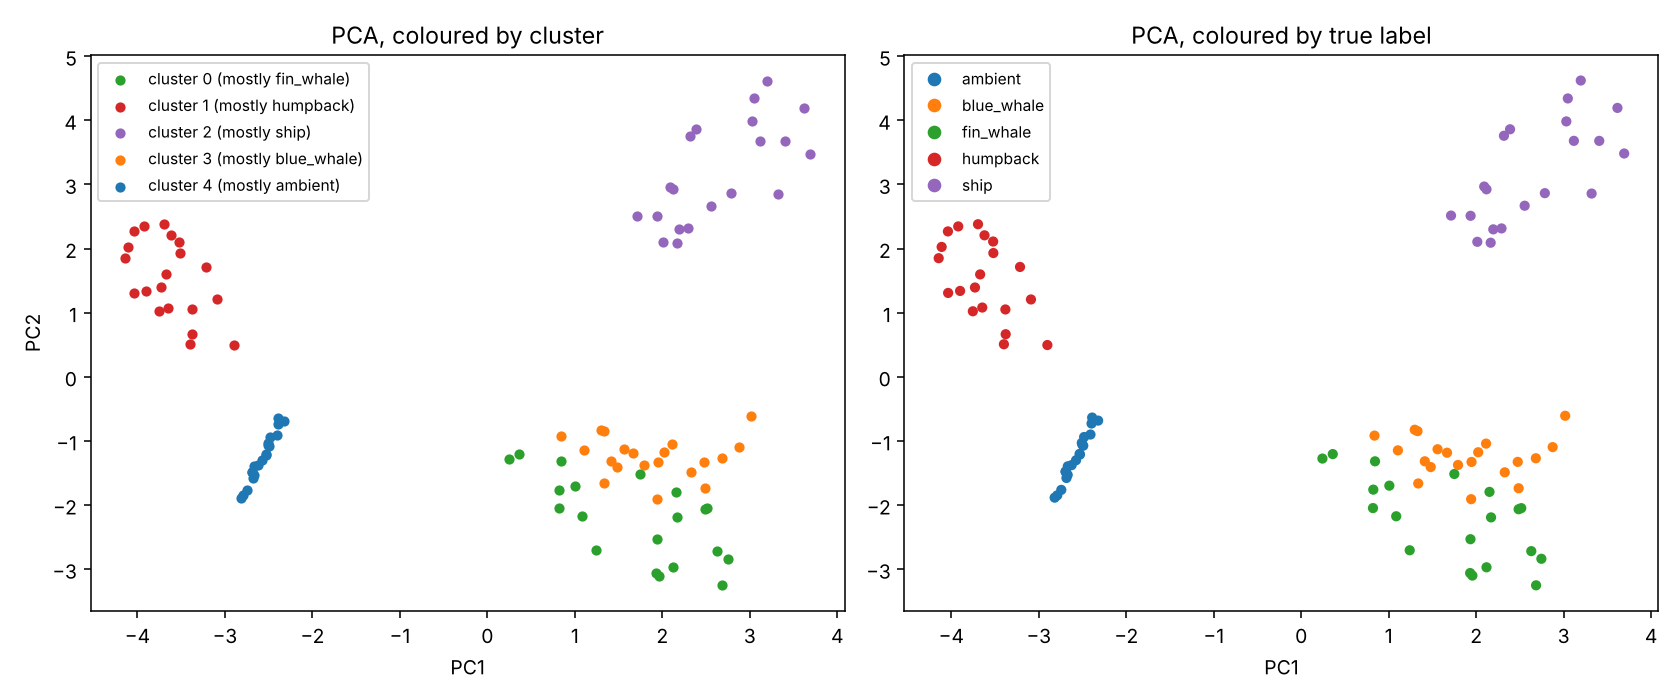 PCA, coloured by cluster
cluster 0 (mostly fin_whale)
cluster 1 (mostly humpback)
cluster 2 (mostly ship)
cluster 3 (mostly blue_whale)
cluster 4 (mostly ambient)
5
4
3
2
1
0
−1
−2
−3
PC2
−4 −3 −2 −1 0 1 2 3 4
PC1
PCA, coloured by true label
ambient
blue_whale
fin_whale
humpback
ship
5
4
3
2
1
0
−1
−2
−3
−4 −3 −2 −1 0 1 2 3 4
PC1